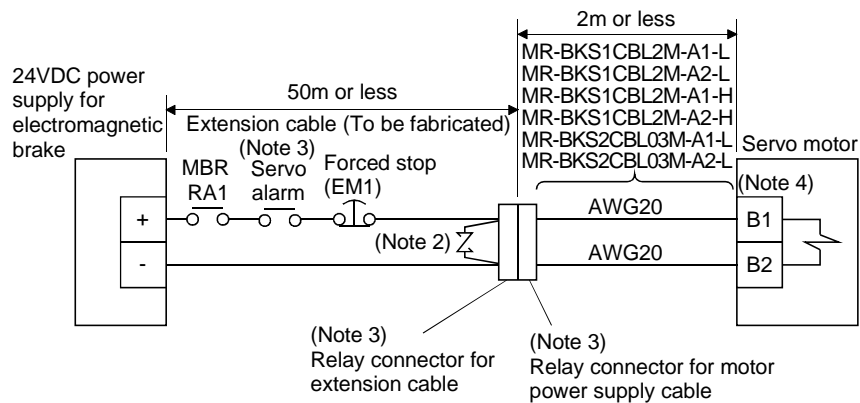 2m or less
MR-BKS1CBL2M-A1-L
MR-BKS1CBL2M-A2-L
MR-BKS1CBL2M-A1-H
MR-BKS1CBL2M-A2-H
MR-BKS2CBL03M-A1-L
MR-BKS2CBL03M-A2-L
24VDC power
supply for
electromagnetic
brake
50m or less
Extension cable (To be fabricated)
(Note 3)
MBR
RA1
Servo
alarm
Forced stop
(EM1)
Servo motor
(Note 4)
+
-
(Note 2)
AWG20
AWG20
B1
B2
(Note 3)
Relay connector for
extension cable
(Note 3)
Relay connector for motor
power supply cable